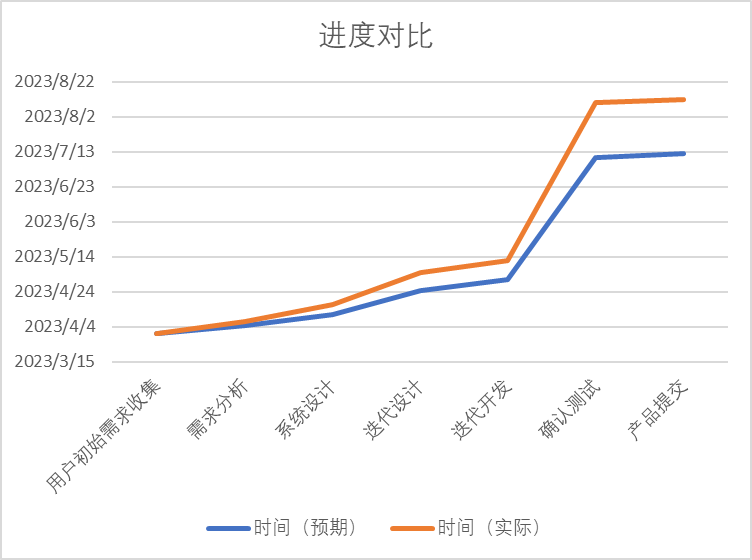 进度对比
2023/8/22
2023/8/2
2023/7/13
2023/6/23
2023/6/3
2023/5/14
2023/4/24
2023/4/4
2023/3/15
用户初始需求收集
需求分析
系统设计
迭代设计
迭代开发
确认测试
产品提交
时间（预期）
时间（实际）